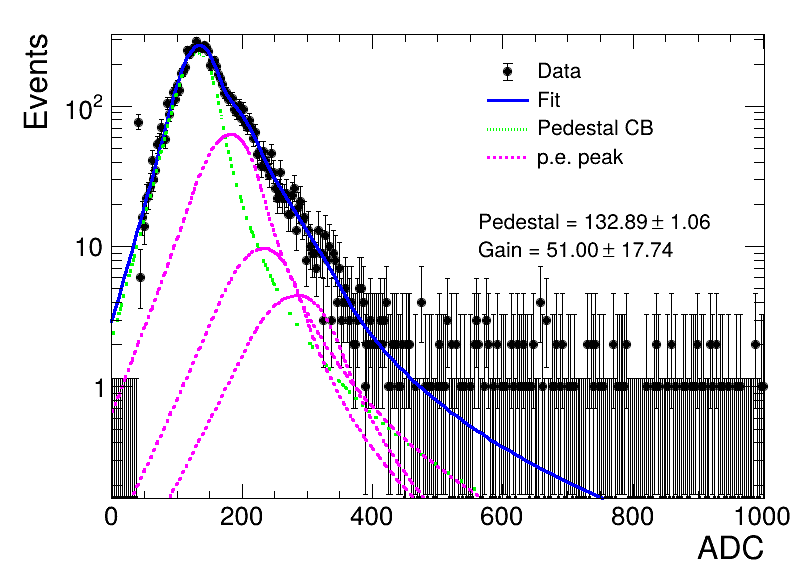 Events
10²
10
1
Data
Fit
Pedestal CB
p.e. peak
Pedestal = 132.89 ± 1.06
Gain = 51.00 ± 17.74
0 200 400 600 800 1000
ADC